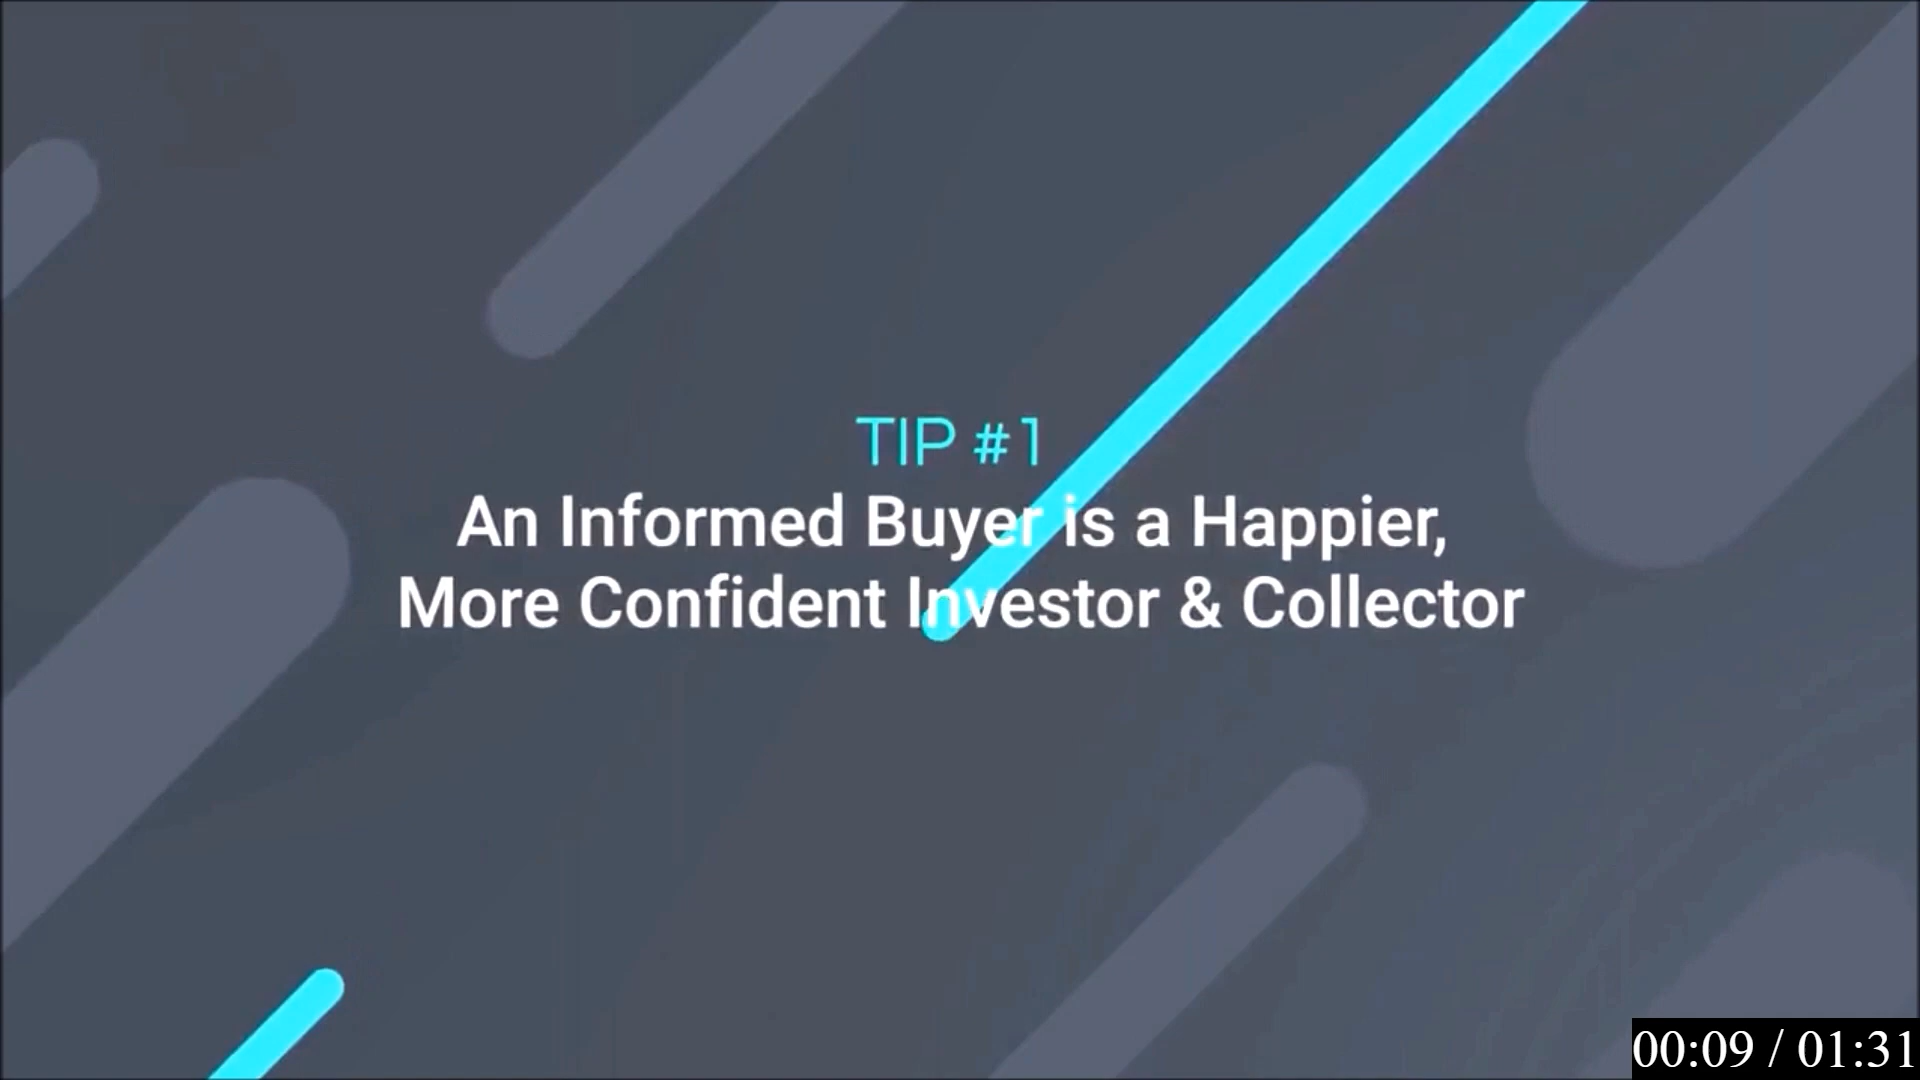 TIP #1
An Informed Buyer is a Happier,
More Confident Investor & Collector
00:09 / 01:31